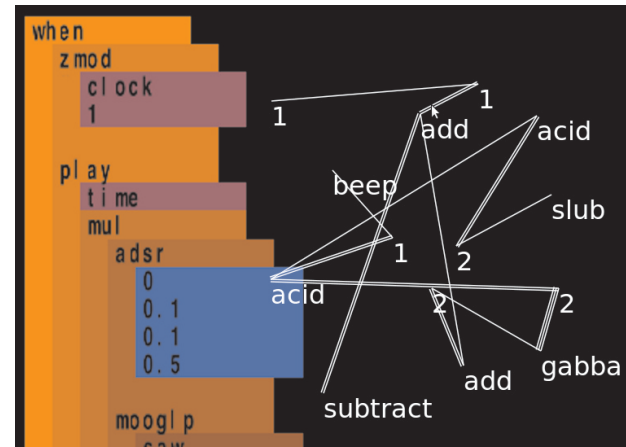 when
zmod
clock
1
play
time
mul
adsr
0
0.1
0.1
0.5
mooglp
saw
1
1
add
acid
beep
slub
1
2
acid
2
2
gabba
add
subtract